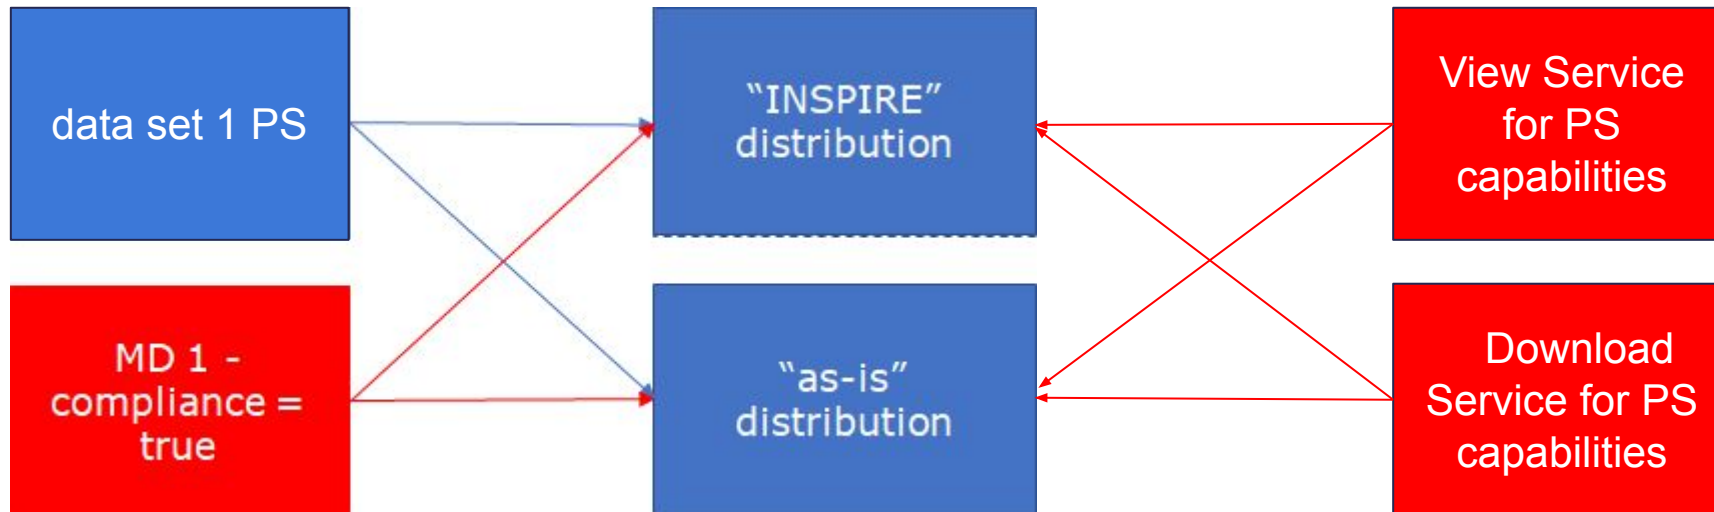 data set 1 PS
“INSPIRE”
distribution
View Service
for PS
capabilities
MD 1 -
compliance =
true
“as-is”
distribution
Download
Service for PS
capabilities